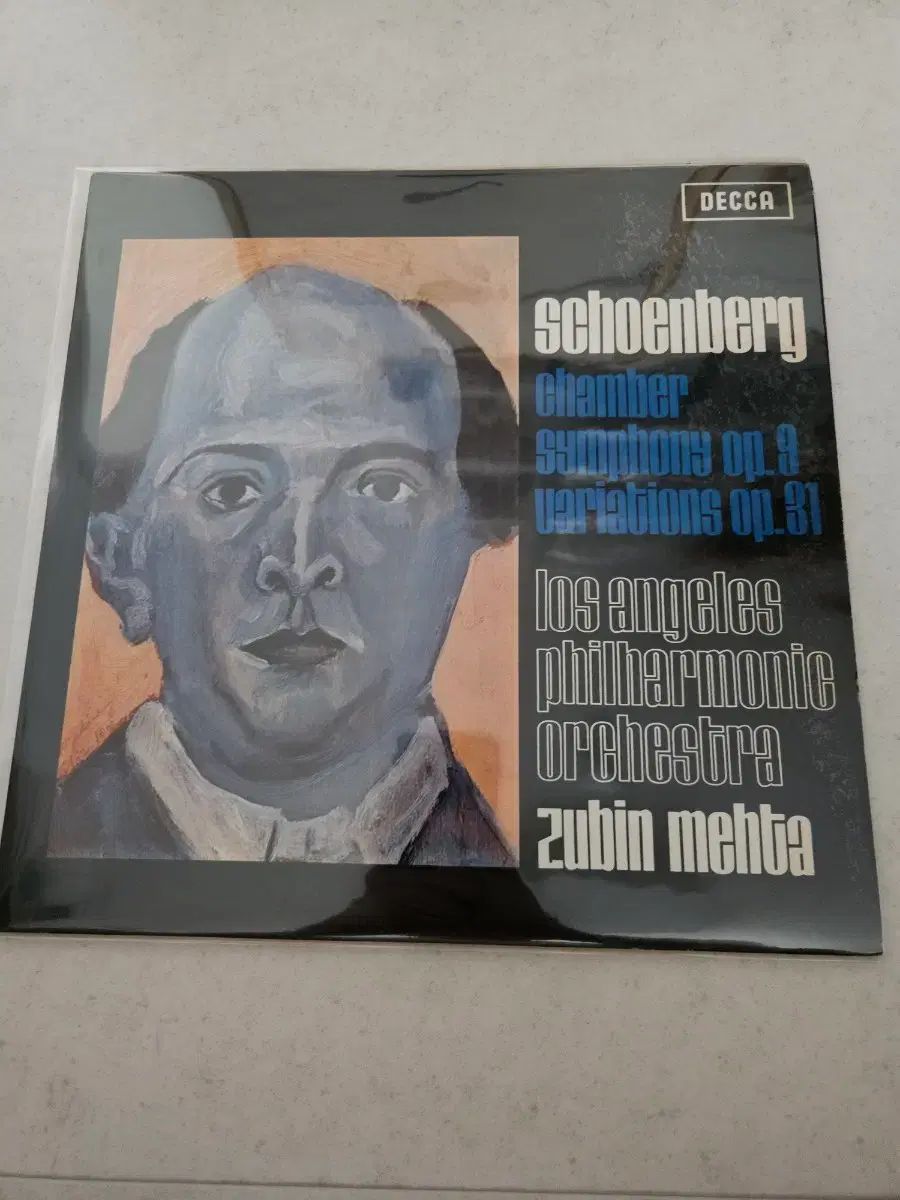 DECCA
schoenberg
chamber
symphony op.9
variations op.31
los angeles
philharmonic
orchestra
zubin mehta